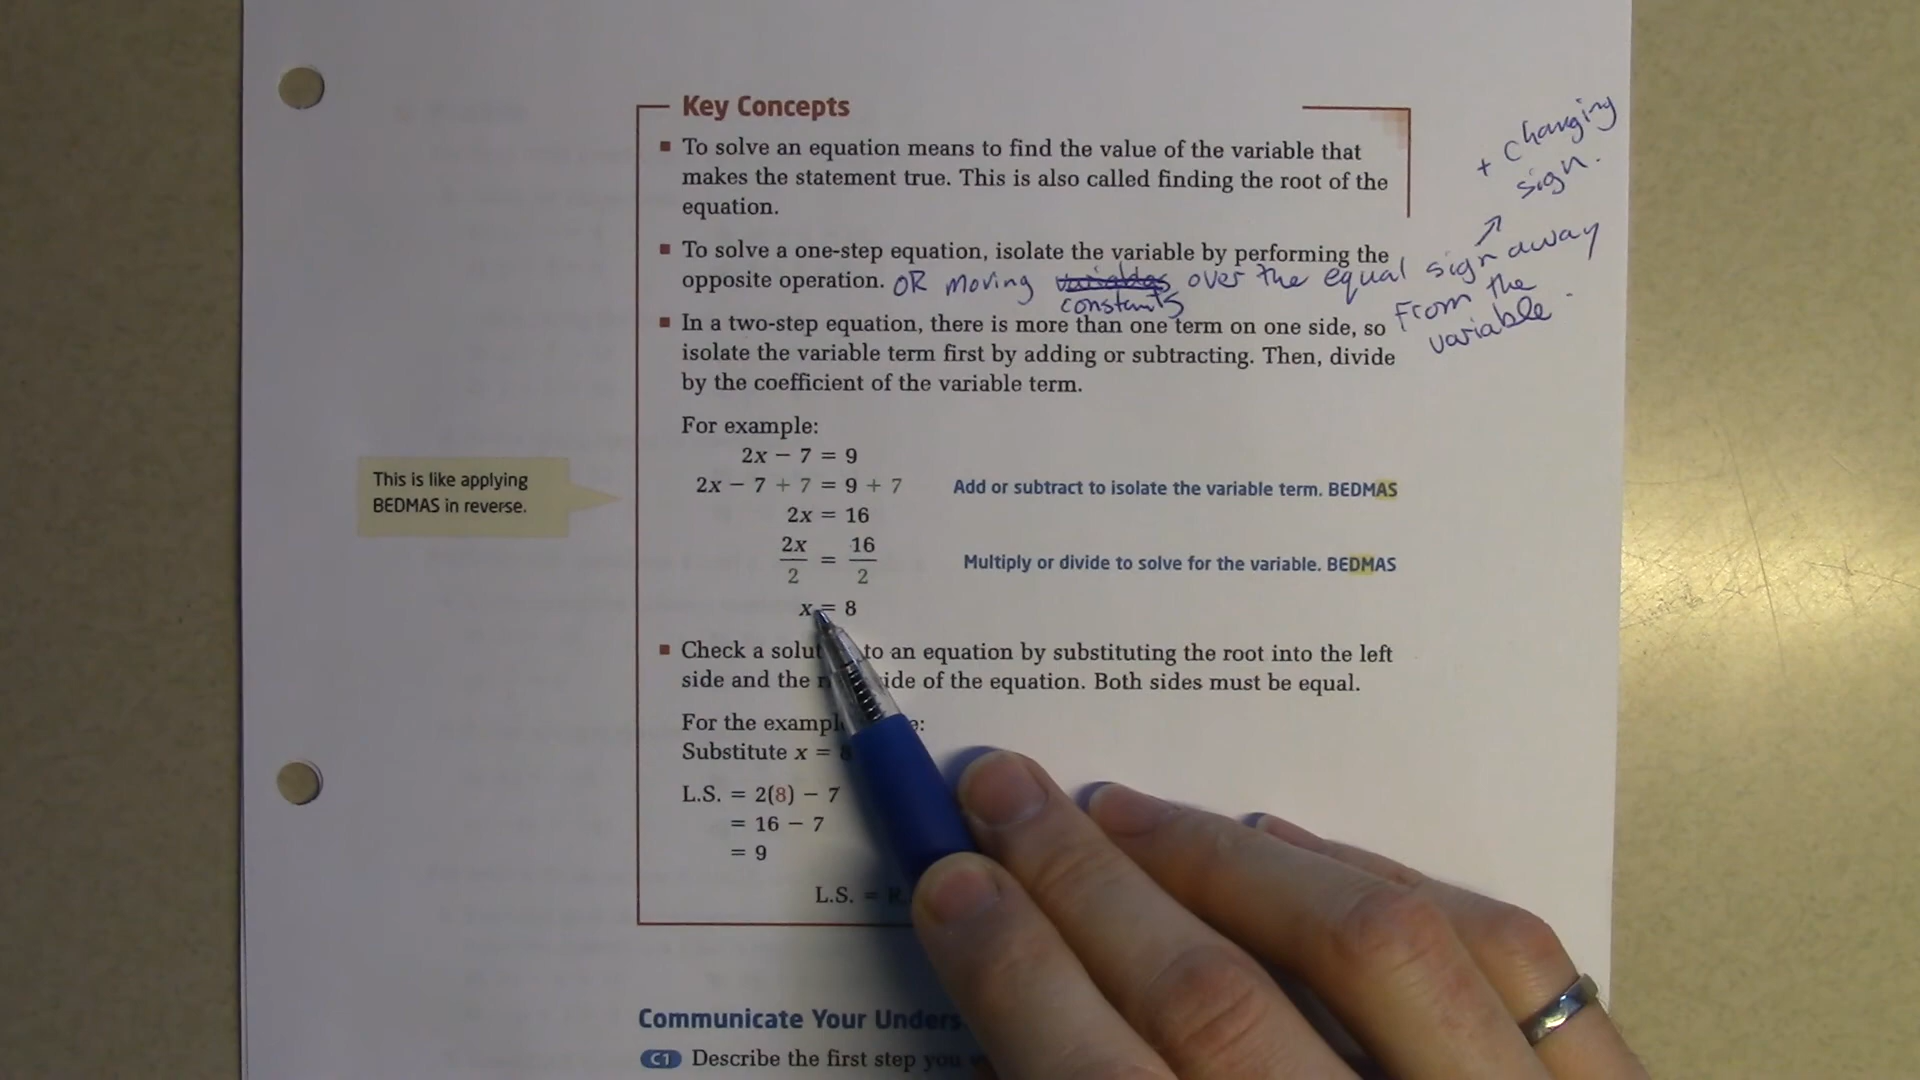 Key Concepts
To solve an equation means to find the value of the variable that
makes the statement true. This is also called finding the root of the
equation.
+ changing
sign.
To solve a one-step equation, isolate the variable by performing the
opposite operation. OR moving constants over the equal sign away
from the
variable.
In a two-step equation, there is more than one term on one side, so
isolate the variable term first by adding or subtracting. Then, divide
by the coefficient of the variable term.
For example:
2x − 7 = 9
This is like applying
BEDMAS in reverse.
2x − 7 + 7 = 9 + 7 Add or subtract to isolate the variable term. BEDMAS
2x = 16
2x/2 = 16/2 Multiply or divide to solve for the variable. BEDMAS
x = 8
Check a to an equation by substituting the root into the left
side and the of the equation. Both sides must be equal.
For the
Substitute x = 8
L.S. = 2(8) − 7
= 16 − 7
= 9
L.S. =
Communicate Your
C1 Describe the first step you